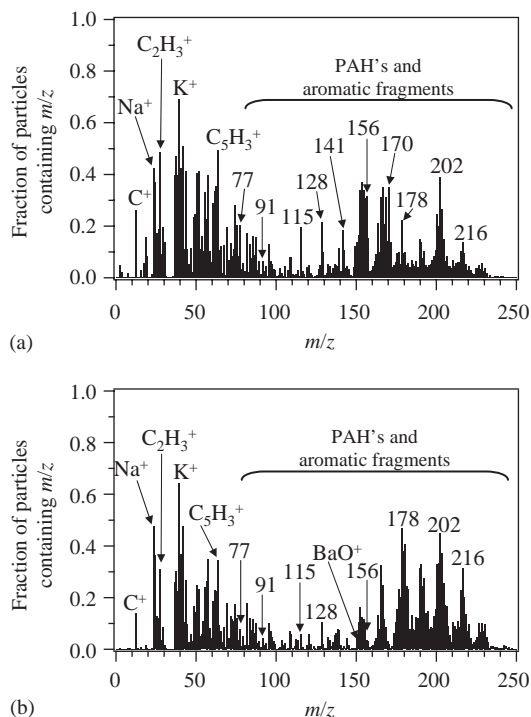 1.0
0.8
0.6
0.4
0.2
0.0
Fraction of particles
containing m/z
C₂H₃⁺
Na⁺
K⁺
C⁺
C₅H₃⁺
PAH's and
aromatic fragments
77
91
115
128
141
156
170
178
202
216
0 50 100 150 200 250
m/z
(a)
1.0
0.8
0.6
0.4
0.2
0.0
Fraction of particles
containing m/z
C₂H₃⁺
Na⁺
K⁺
C⁺
C₅H₃⁺
PAH's and
aromatic fragments
77
91
115
128
BaO⁺
156
178
202
216
0 50 100 150 200 250
m/z
(b)